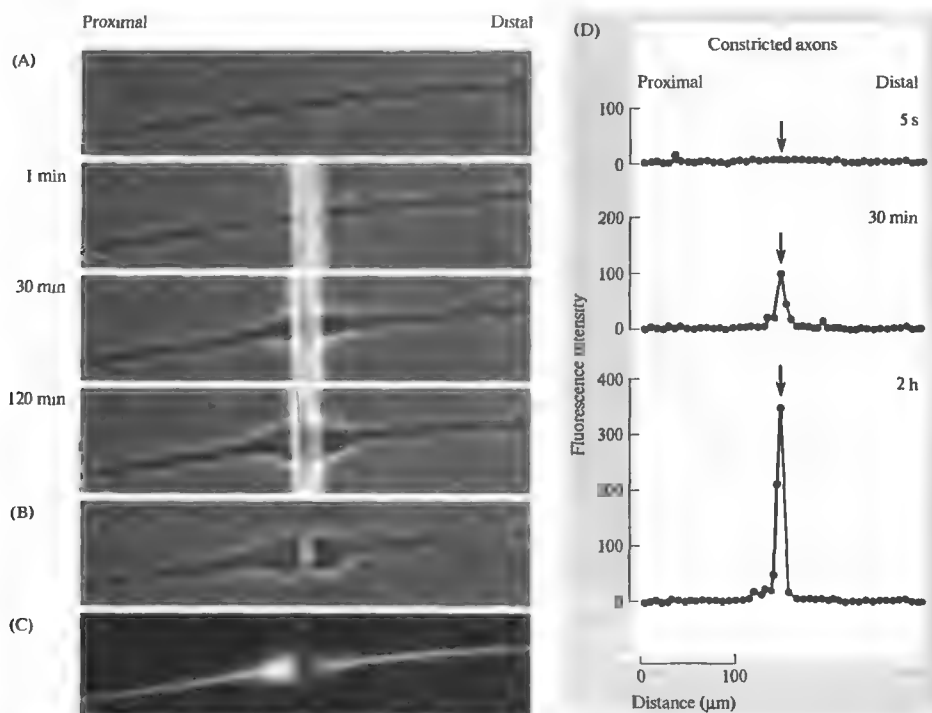 Proximal Distal
(A)
1 min
30 min
120 min
(B)
(C)
(D)
Constricted axons
Proximal Distal
100
5 s
0
200
30 min
100
0
Fluorescence intensity
400
2 h
300
100
0 100
Distance (μm)